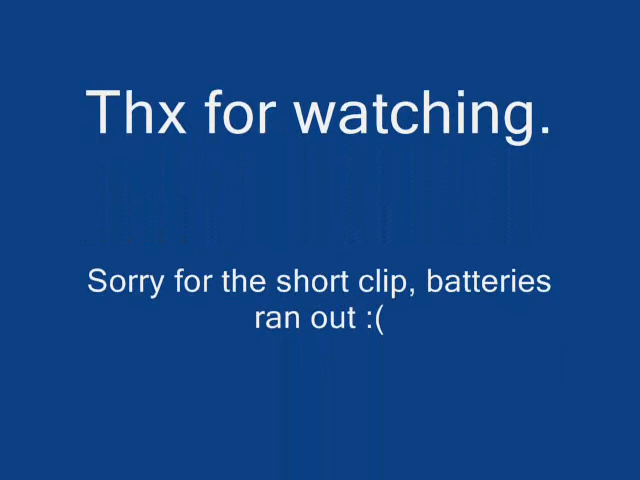 Thx for watching.
Sorry for the short clip, batteries
ran out :(